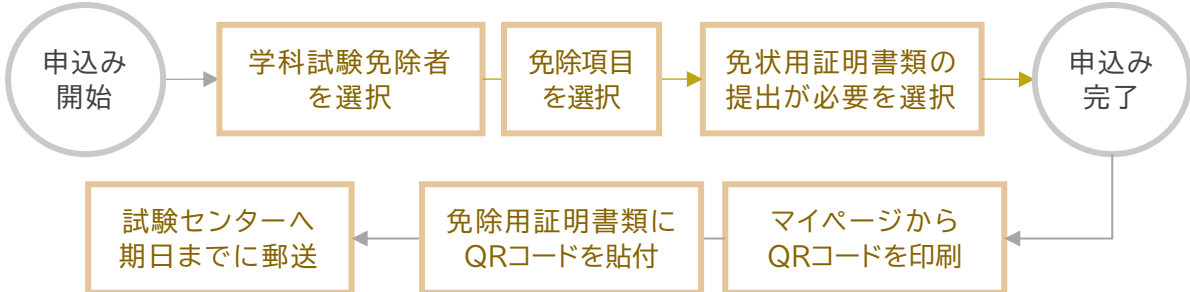 申込み
開始
学科試験免除者
を選択
免除項目
を選択
免状用証明書類の
提出が必要を選択
申込み
完了
マイページから
QRコードを印刷
免除用証明書類に
QRコードを貼付
試験センターへ
期日までに郵送